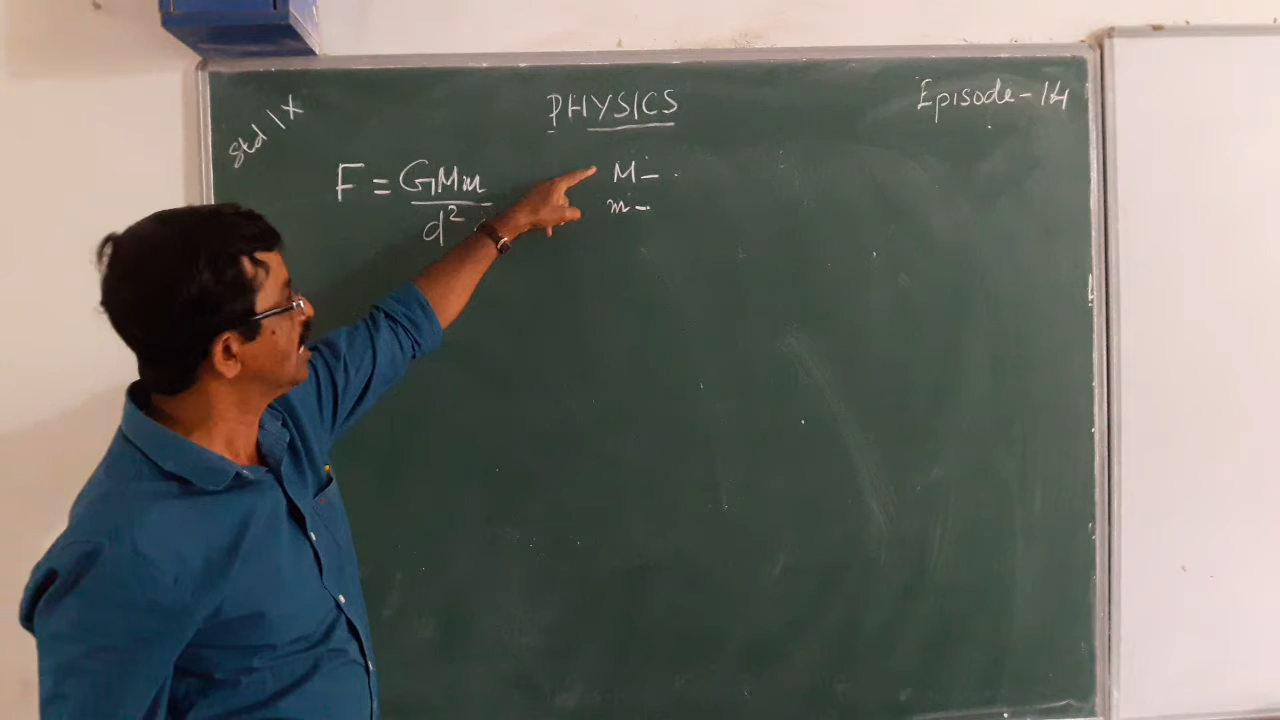 PHYSICS
Episode-14
Std IX
F = GMm
d²
M -
m -